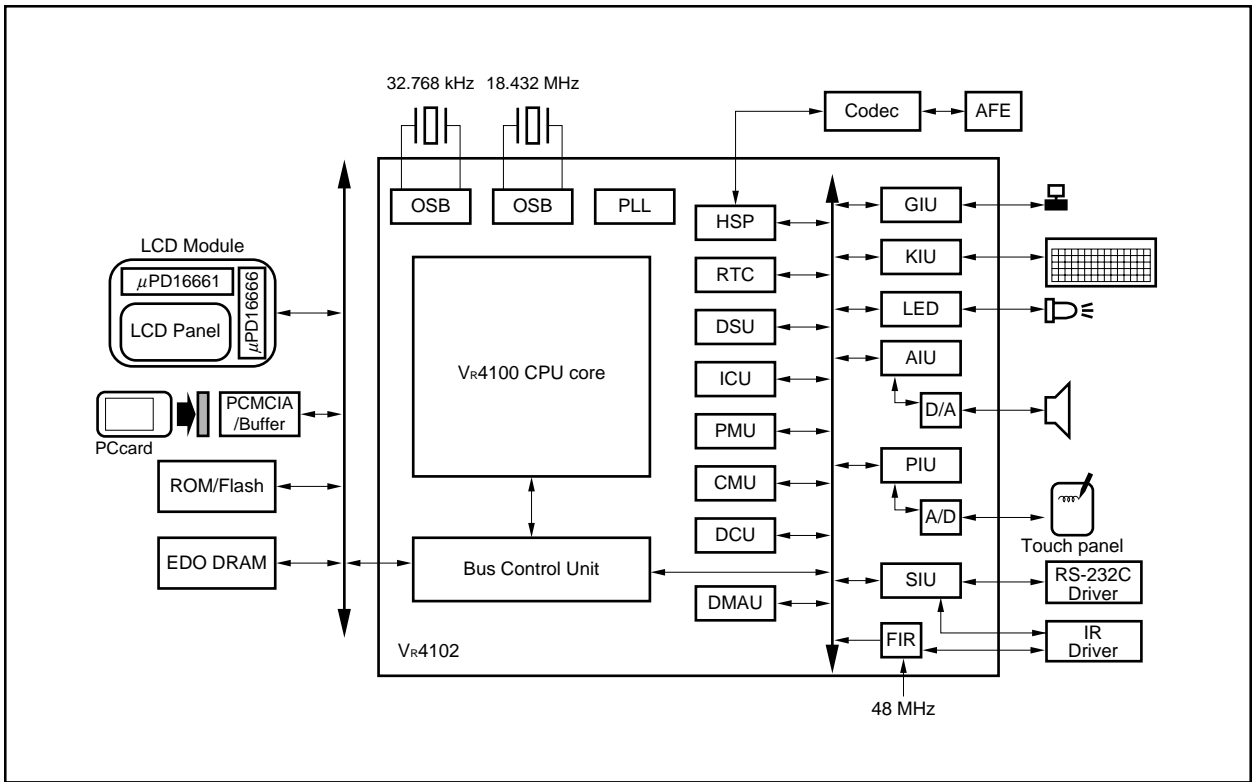 32.768 kHz
18.432 MHz
Codec
AFE
OSB
OSB
PLL
HSP
GIU
LCD Module
µPD16661
µPD16666
LCD Panel
RTC
KIU
DSU
LED
VR4100 CPU core
ICU
AIU
D/A
PCMCIA
/Buffer
PCcard
PMU
PIU
ROM/Flash
CMU
A/D
Touch panel
DCU
EDO DRAM
Bus Control Unit
SIU
RS-232C
Driver
DMAU
FIR
IR
Driver
VR4102
48 MHz